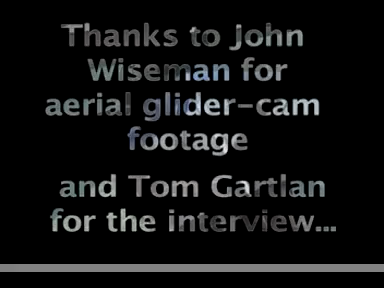 Thanks to John
Wiseman for
aerial glider-cam
footage
and Tom Gartlan
for the interview...